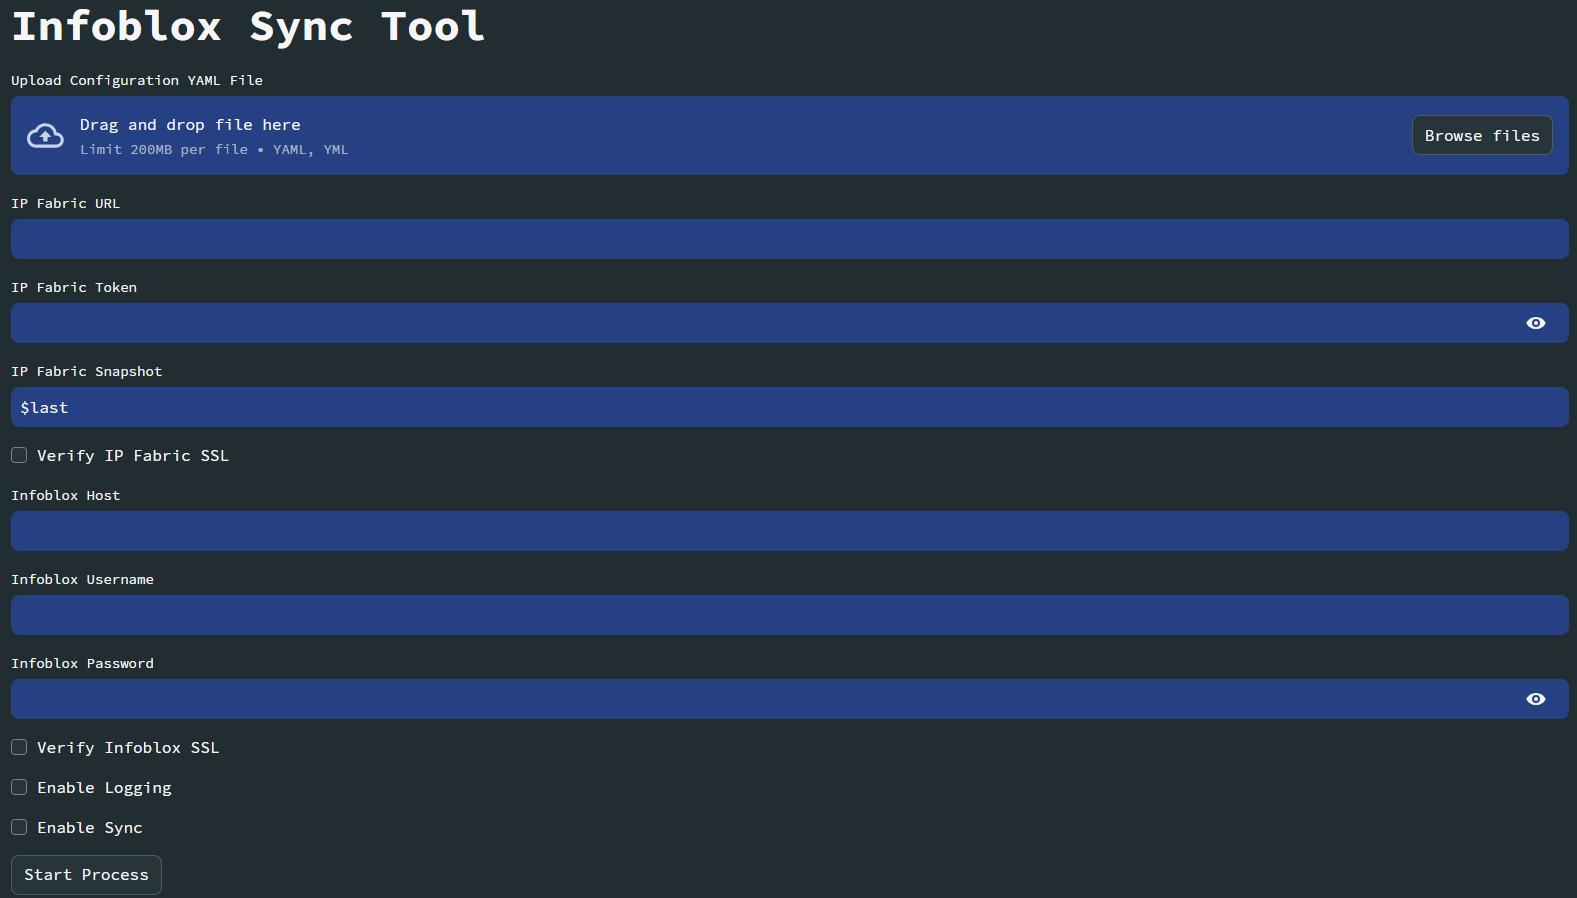 Infoblox Sync Tool
Upload Configuration YAML File
Drag and drop file here
Limit 200MB per file • YAML, YML
Browse files
IP Fabric URL
IP Fabric Token
IP Fabric Snapshot
$last
Verify IP Fabric SSL
Infoblox Host
Infoblox Username
Infoblox Password
Verify Infoblox SSL
Enable Logging
Enable Sync
Start Process